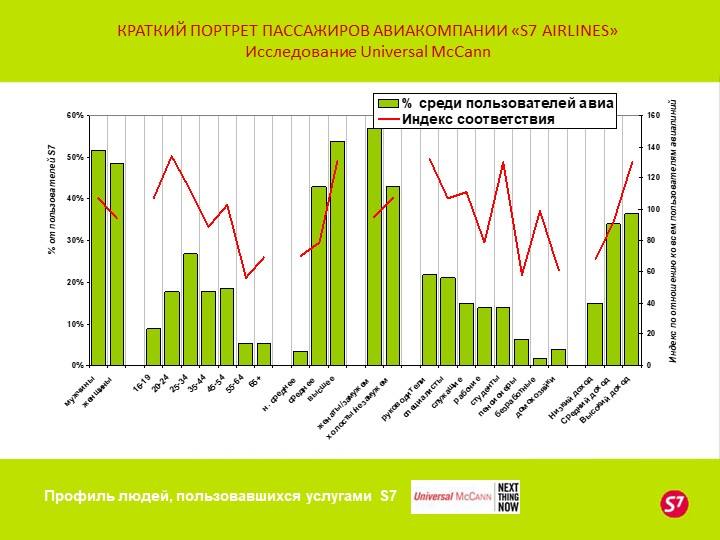 КРАТКИЙ ПОРТРЕТ ПАССАЖИРОВ АВИАКОМПАНИИ «S7 AIRLINES»
Исследование Universal McCann
% среди пользователей авиа
Индекс соответствия
% от пользователей S7
60%
50%
40%
30%
20%
10%
0%
160
140
120
100
80
60
40
20
0
Индекс по отношению ко всем пользователям авиалиний
мужчины
женщины
16-19
20-24
25-34
35-44
45-54
55-64
65+
н. среднее
среднее
высшее
женаты/замужем
холосты/незамужем
руководители
специалисты
служащие
рабочие
студенты
пенсионеры
безработные
домохозяйки
Низкий доход
Средний доход
Высокий доход
Профиль людей, пользовавшихся услугами S7
Universal McCANN
NEXT
THING
NOW
S7